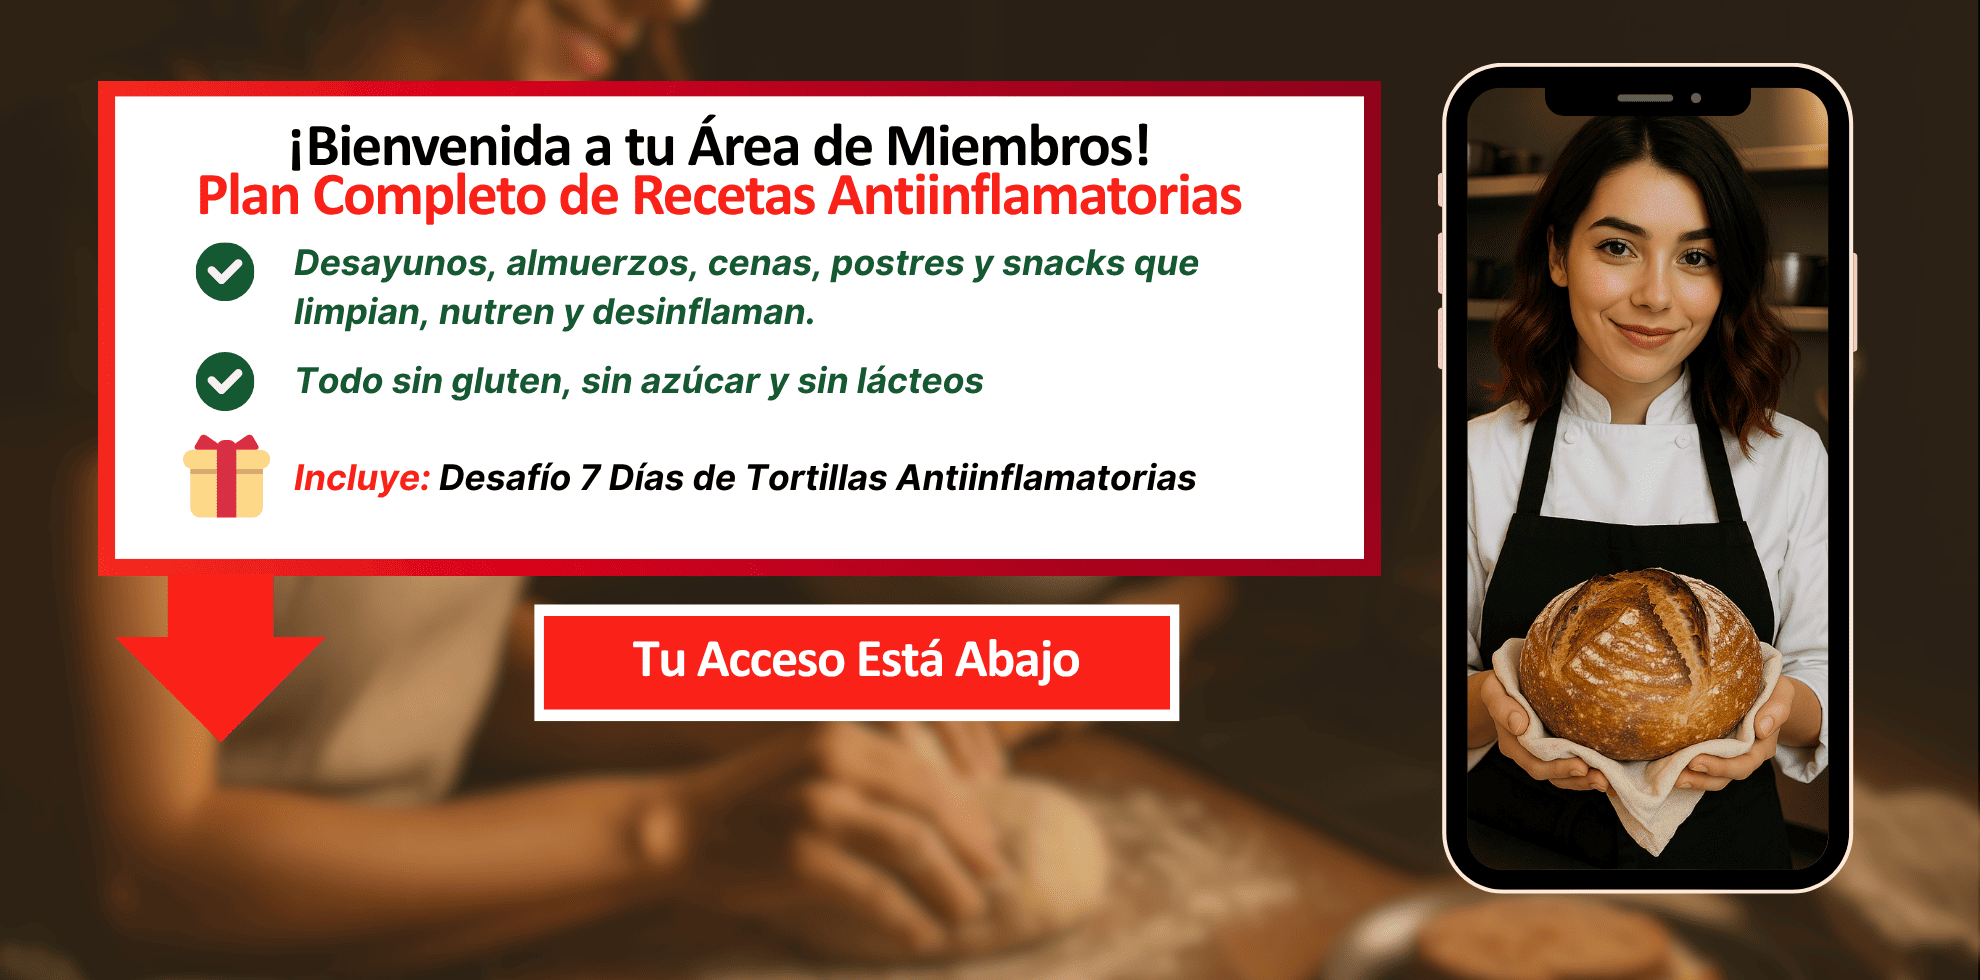 ¡Bienvenida a tu Área de Miembros!
Plan Completo de Recetas Antiinflamatorias
Desayunos, almuerzos, cenas, postres y snacks que
limpian, nutren y desinflaman.
Todo sin gluten, sin azúcar y sin lácteos
Incluye: Desafío 7 Días de Tortillas Antiinflamatorias
Tu Acceso Está Abajo